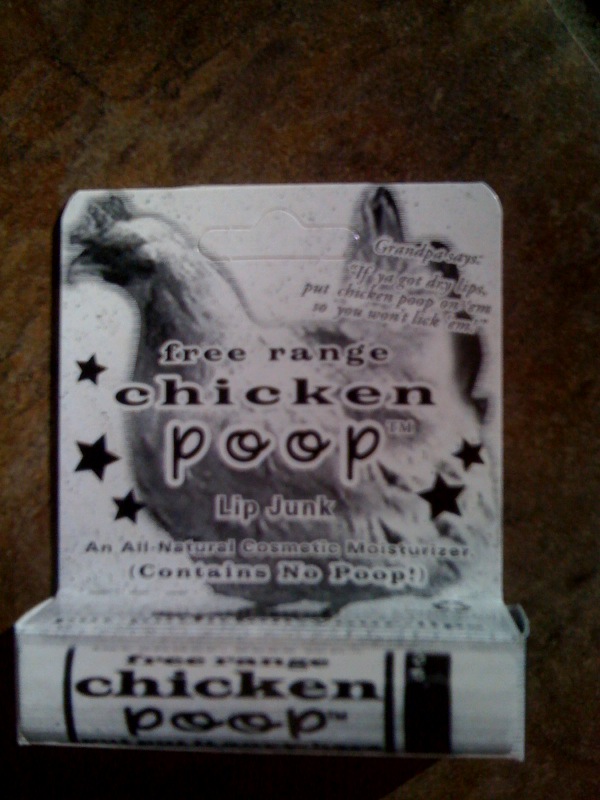 Grandpa says:
"If ya got dry lips,
put chicken poop on 'em
so you won't lick 'em."
free range
chicken
poop™
Lip Junk
An All-Natural Cosmetic Moisturizer
(Contains No Poop!)
free range
chicken
poop™